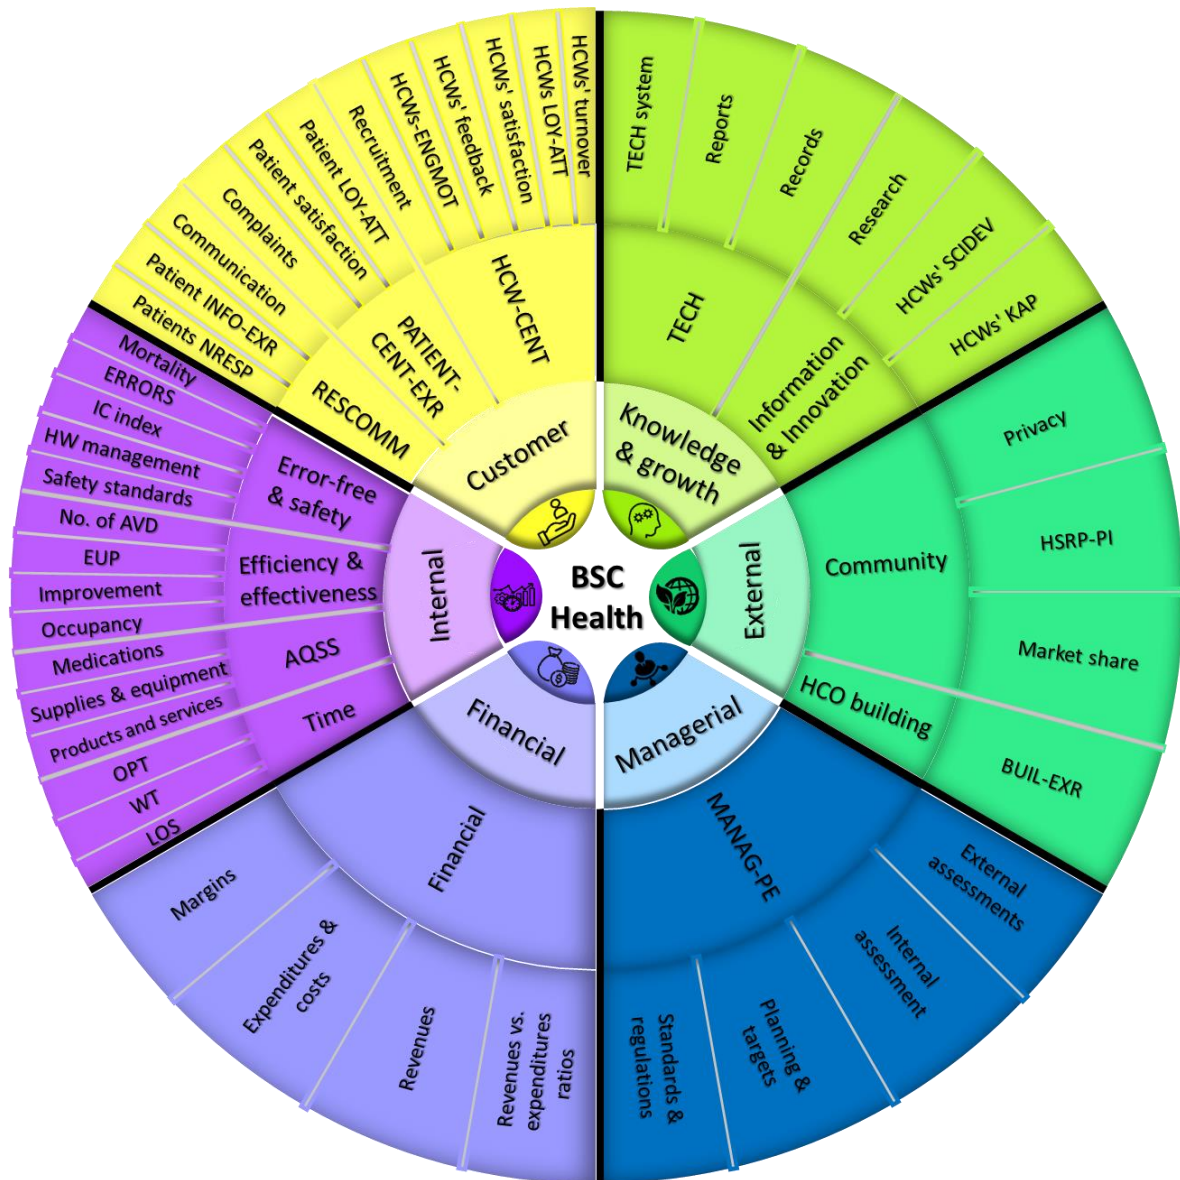 BSC
Health
Knowledge
& growth
TECH
TECH system
Reports
Records
Information
& Innovation
Research
HCWs' SCIDEV
HCWs' KAP
External
Community
Privacy
HSRP-PI
Market share
HCO building
BUIL-EXR
Managerial
MANAG-PE
External
assessments
Internal
assessment
Planning &
targets
Standards &
regulations
Financial
Financial
Revenues vs.
expenditures
ratios
Revenues
Expenditures &
costs
Margins
Internal
Time
LOS
WT
OPT
AQSS
Products and services
Supplies & equipment
Medications
Efficiency &
effectiveness
Occupancy
Improvement
EUP
No. of AVD
Error-free
& safety
Safety standards
HW management
IC index
ERRORS
Mortality
Customer
RESCOMM
Patients NRESP
Patient INFO-EXR
Communication
Complaints
PATIENT-
CENT-EXR
Patient satisfaction
Patient LOY-ATT
HCW-CENT
Recruitment
HCWs-ENGMOT
HCWs' feedback
HCWs' satisfaction
HCWs LOY-ATT
HCWs' turnover